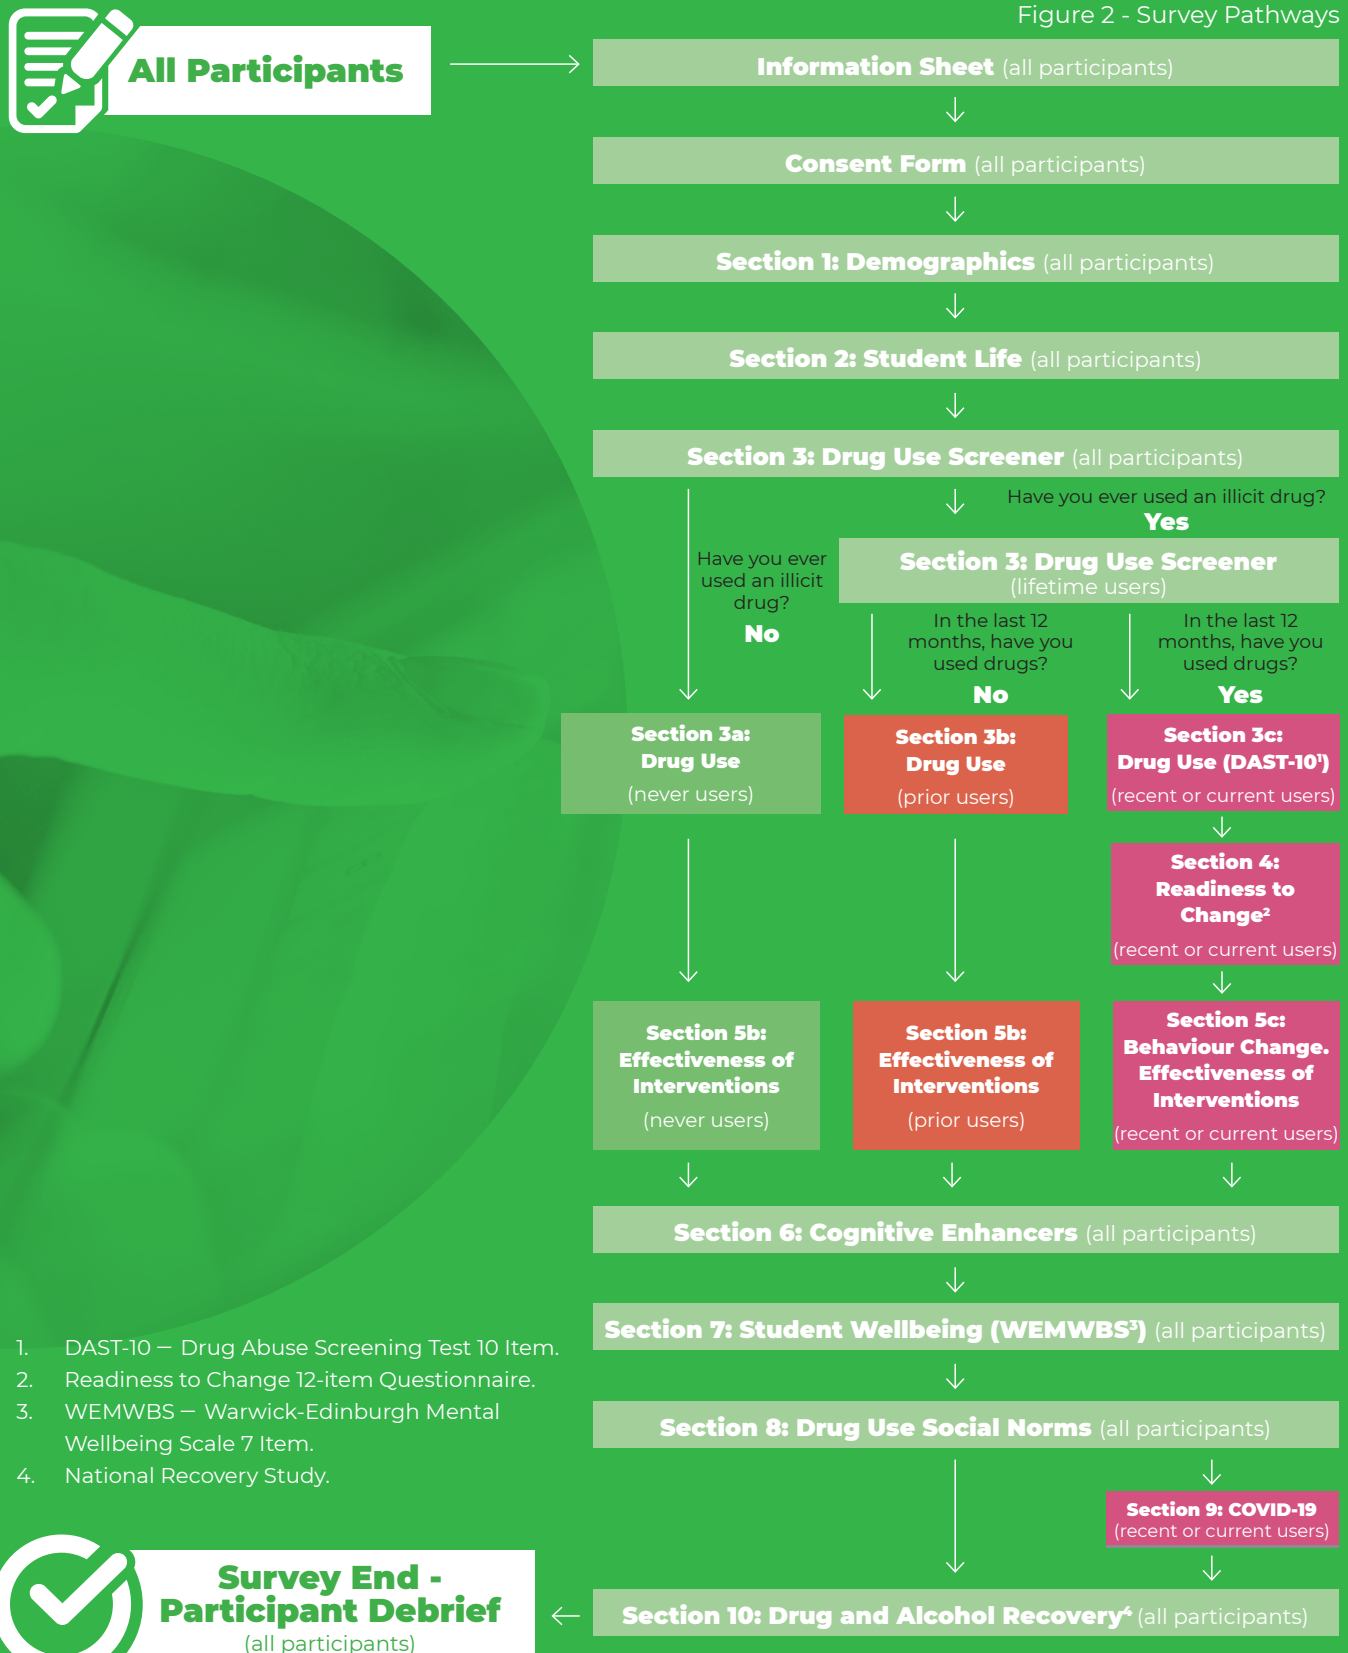 Figure 2 - Survey Pathways
All Participants
Information Sheet (all participants)
Consent Form (all participants)
Section 1: Demographics (all participants)
Section 2: Student Life (all participants)
Section 3: Drug Use Screener (all participants)
Have you ever used an illicit drug?
Yes
Have you ever
used an illicit
drug?
No
Section 3: Drug Use Screener
(lifetime users)
In the last 12
months, have you
used drugs?
No
In the last 12
months, have you
used drugs?
Yes
Section 3a:
Drug Use
(never users)
Section 3b:
Drug Use
(prior users)
Section 3c:
Drug Use (DAST-10¹)
(recent or current users)
Section 4:
Readiness to
Change²
(recent or current users)
Section 5b:
Effectiveness of
Interventions
(never users)
Section 5b:
Effectiveness of
Interventions
(prior users)
Section 5c:
Behaviour Change.
Effectiveness of
Interventions
(recent or current users)
Section 6: Cognitive Enhancers (all participants)
Section 7: Student Wellbeing (WEMWBS³) (all participants)
Section 8: Drug Use Social Norms (all participants)
Section 9: COVID-19
(recent or current users)
Section 10: Drug and Alcohol Recovery⁴ (all participants)
1. DAST-10 — Drug Abuse Screening Test 10 Item.
2. Readiness to Change 12-item Questionnaire.
3. WEMWBS — Warwick-Edinburgh Mental
Wellbeing Scale 7 Item.
4. National Recovery Study.
Survey End -
Participant Debrief
(all participants)